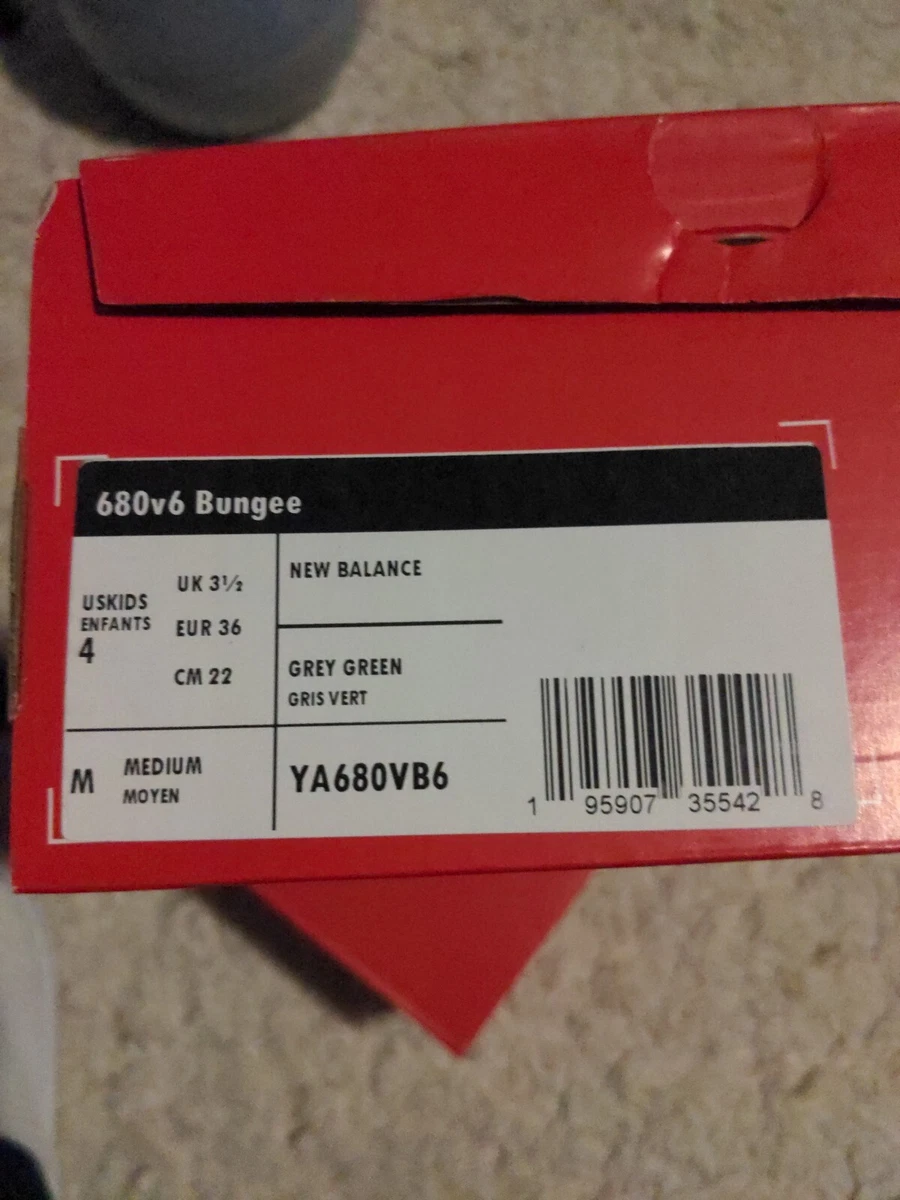 680v6 Bungee
USKIDS
ENFANTS
4
UK 3½
EUR 36
CM 22
NEW BALANCE
GREY GREEN
GRIS VERT
M
MEDIUM
MOYEN
YA680VB6
1 95907 35542 8